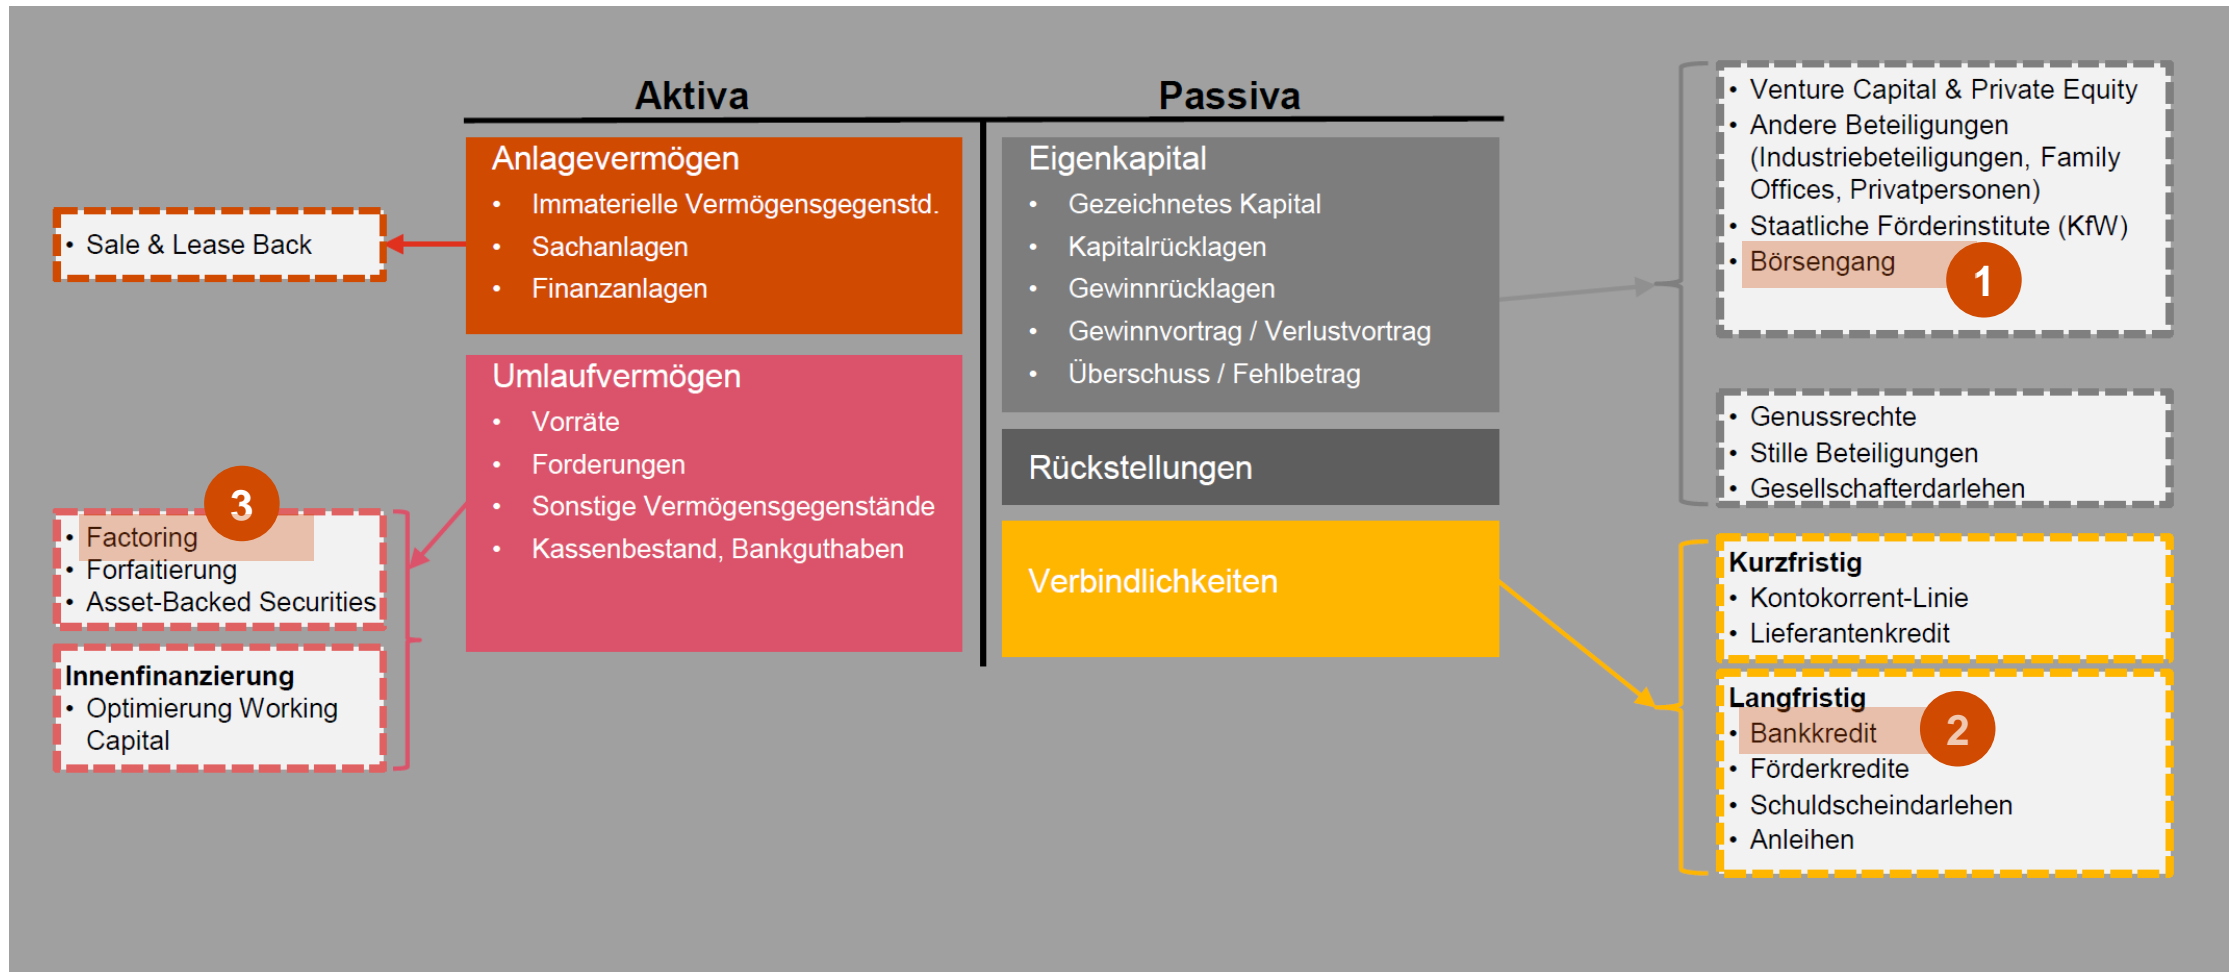 Aktiva
Passiva
• Sale & Lease Back
Anlagevermögen
• Immaterielle Vermögensgegenstd.
• Sachanlagen
• Finanzanlagen
Umlaufvermögen
• Vorräte
• Forderungen
• Sonstige Vermögensgegenstände
• Kassenbestand, Bankguthaben
3
• Factoring
• Forfaitierung
• Asset-Backed Securities
Innenfinanzierung
• Optimierung Working
Capital
Eigenkapital
• Gezeichnetes Kapital
• Kapitalrücklagen
• Gewinnrücklagen
• Gewinnvortrag / Verlustvortrag
• Überschuss / Fehlbetrag
Rückstellungen
Verbindlichkeiten
• Venture Capital & Private Equity
• Andere Beteiligungen
(Industriebeteiligungen, Family
Offices, Privatpersonen)
• Staatliche Förderinstitute (KfW)
• Börsengang
1
• Genussrechte
• Stille Beteiligungen
• Gesellschafterdarlehen
Kurzfristig
• Kontokorrent-Linie
• Lieferantenkredit
Langfristig
• Bankkredit
2
• Förderkredite
• Schuldscheindarlehen
• Anleihen